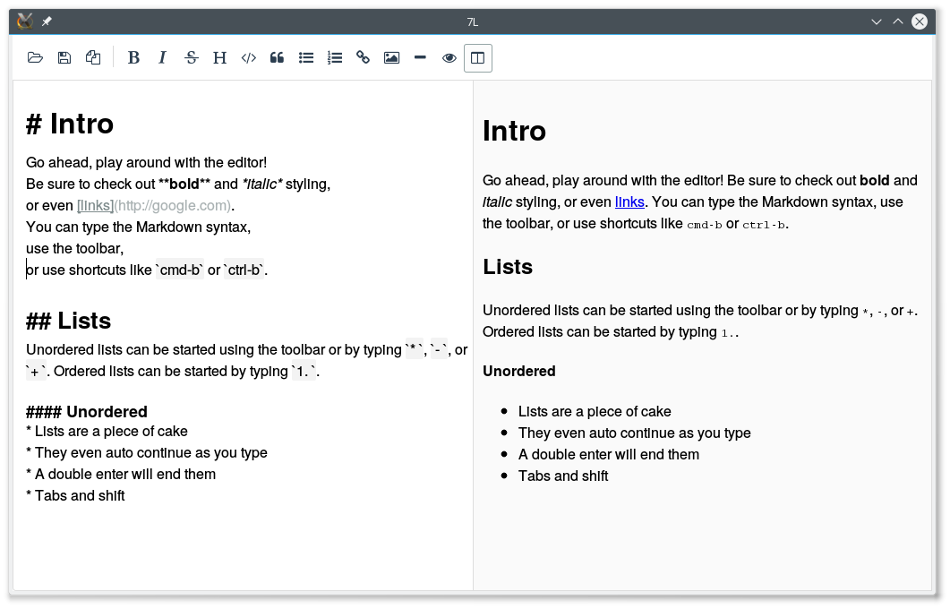 7L
B I S H </>
# Intro
Go ahead, play around with the editor!
Be sure to check out **bold** and *italic* styling,
or even [links](http://google.com).
You can type the Markdown syntax,
use the toolbar,
or use shortcuts like `cmd-b` or `ctrl-b`.
## Lists
Unordered lists can be started using the toolbar or by typing `* `, `- `, or
`+ `. Ordered lists can be started by typing `1. `.
#### Unordered
* Lists are a piece of cake
* They even auto continue as you type
* A double enter will end them
* Tabs and shift
Intro
Go ahead, play around with the editor! Be sure to check out bold and
italic styling, or even links. You can type the Markdown syntax, use
the toolbar, or use shortcuts like cmd-b or ctrl-b.
Lists
Unordered lists can be started using the toolbar or by typing *, -, or +.
Ordered lists can be started by typing 1..
Unordered
• Lists are a piece of cake
• They even auto continue as you type
• A double enter will end them
• Tabs and shift